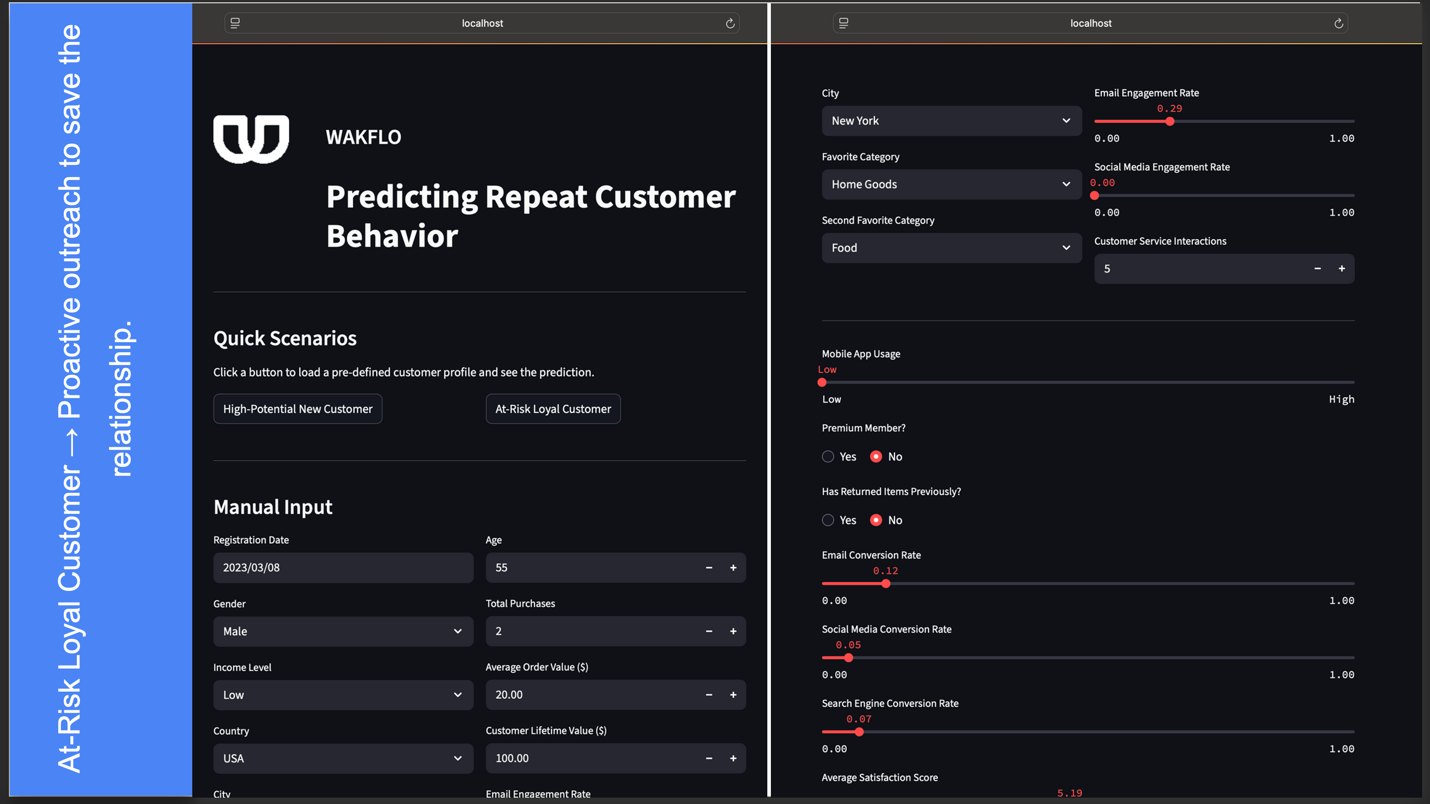 At-Risk Loyal Customer → Proactive outreach to save the
relationship.
localhost
WAKFLO
Predicting Repeat Customer
Behavior
Quick Scenarios
Click a button to load a pre-defined customer profile and see the prediction.
High-Potential New Customer
At-Risk Loyal Customer
Manual Input
Registration Date
2023/03/08
Age
55
Gender
Male
Total Purchases
2
Income Level
Low
Average Order Value ($)
20.00
Country
USA
Customer Lifetime Value ($)
100.00
City
Email Engagement Rate
localhost
City
New York
Favorite Category
Home Goods
Second Favorite Category
Food
Email Engagement Rate
0.29
0.00 1.00
Social Media Engagement Rate
0.00
0.00 1.00
Customer Service Interactions
5
Mobile App Usage
Low
Low High
Premium Member?
Yes No
Has Returned Items Previously?
Yes No
Email Conversion Rate
0.12
0.00 1.00
Social Media Conversion Rate
0.05
0.00 1.00
Search Engine Conversion Rate
0.07
0.00 1.00
Average Satisfaction Score
5.19